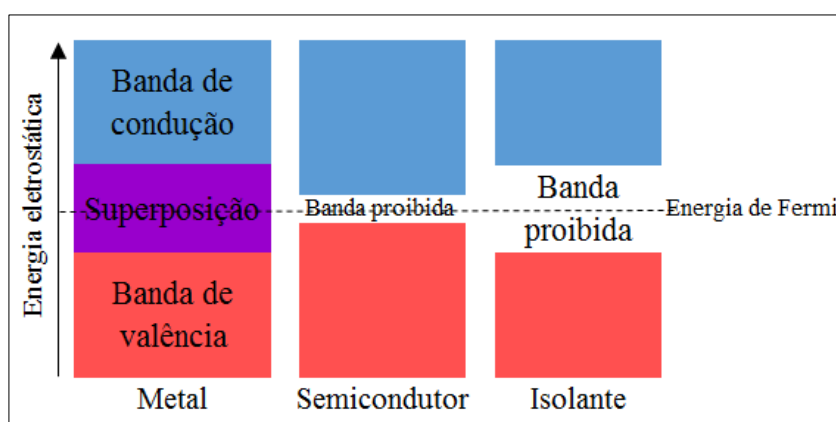 Energia eletrostática
Banda de
condução
Superposição
Banda de
valência
Banda proibida
Banda
proibida
Energia de Fermi
Metal
Semicondutor
Isolante